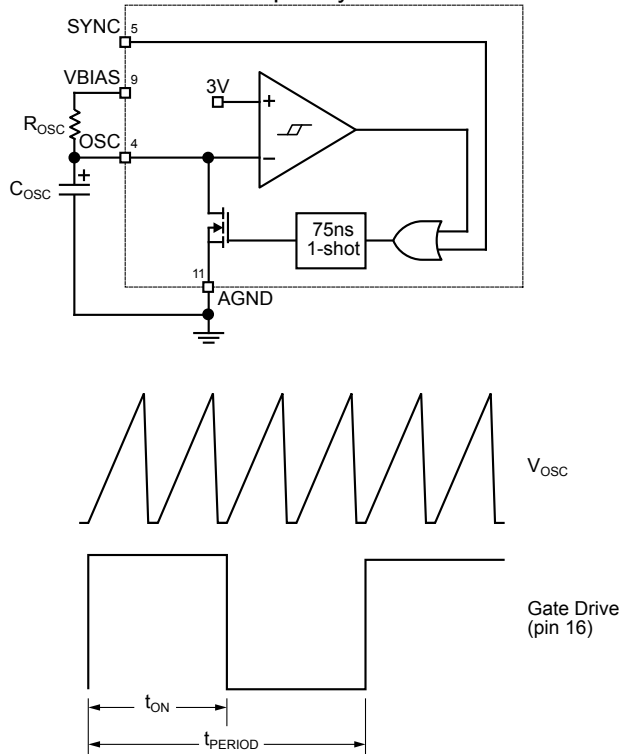 SYNC 5
VBIAS 9
3V
+
ROSC
OSC 4
−
+
COSC
75ns
1-shot
11
AGND
VOSC
Gate Drive
(pin 16)
tON
tPERIOD